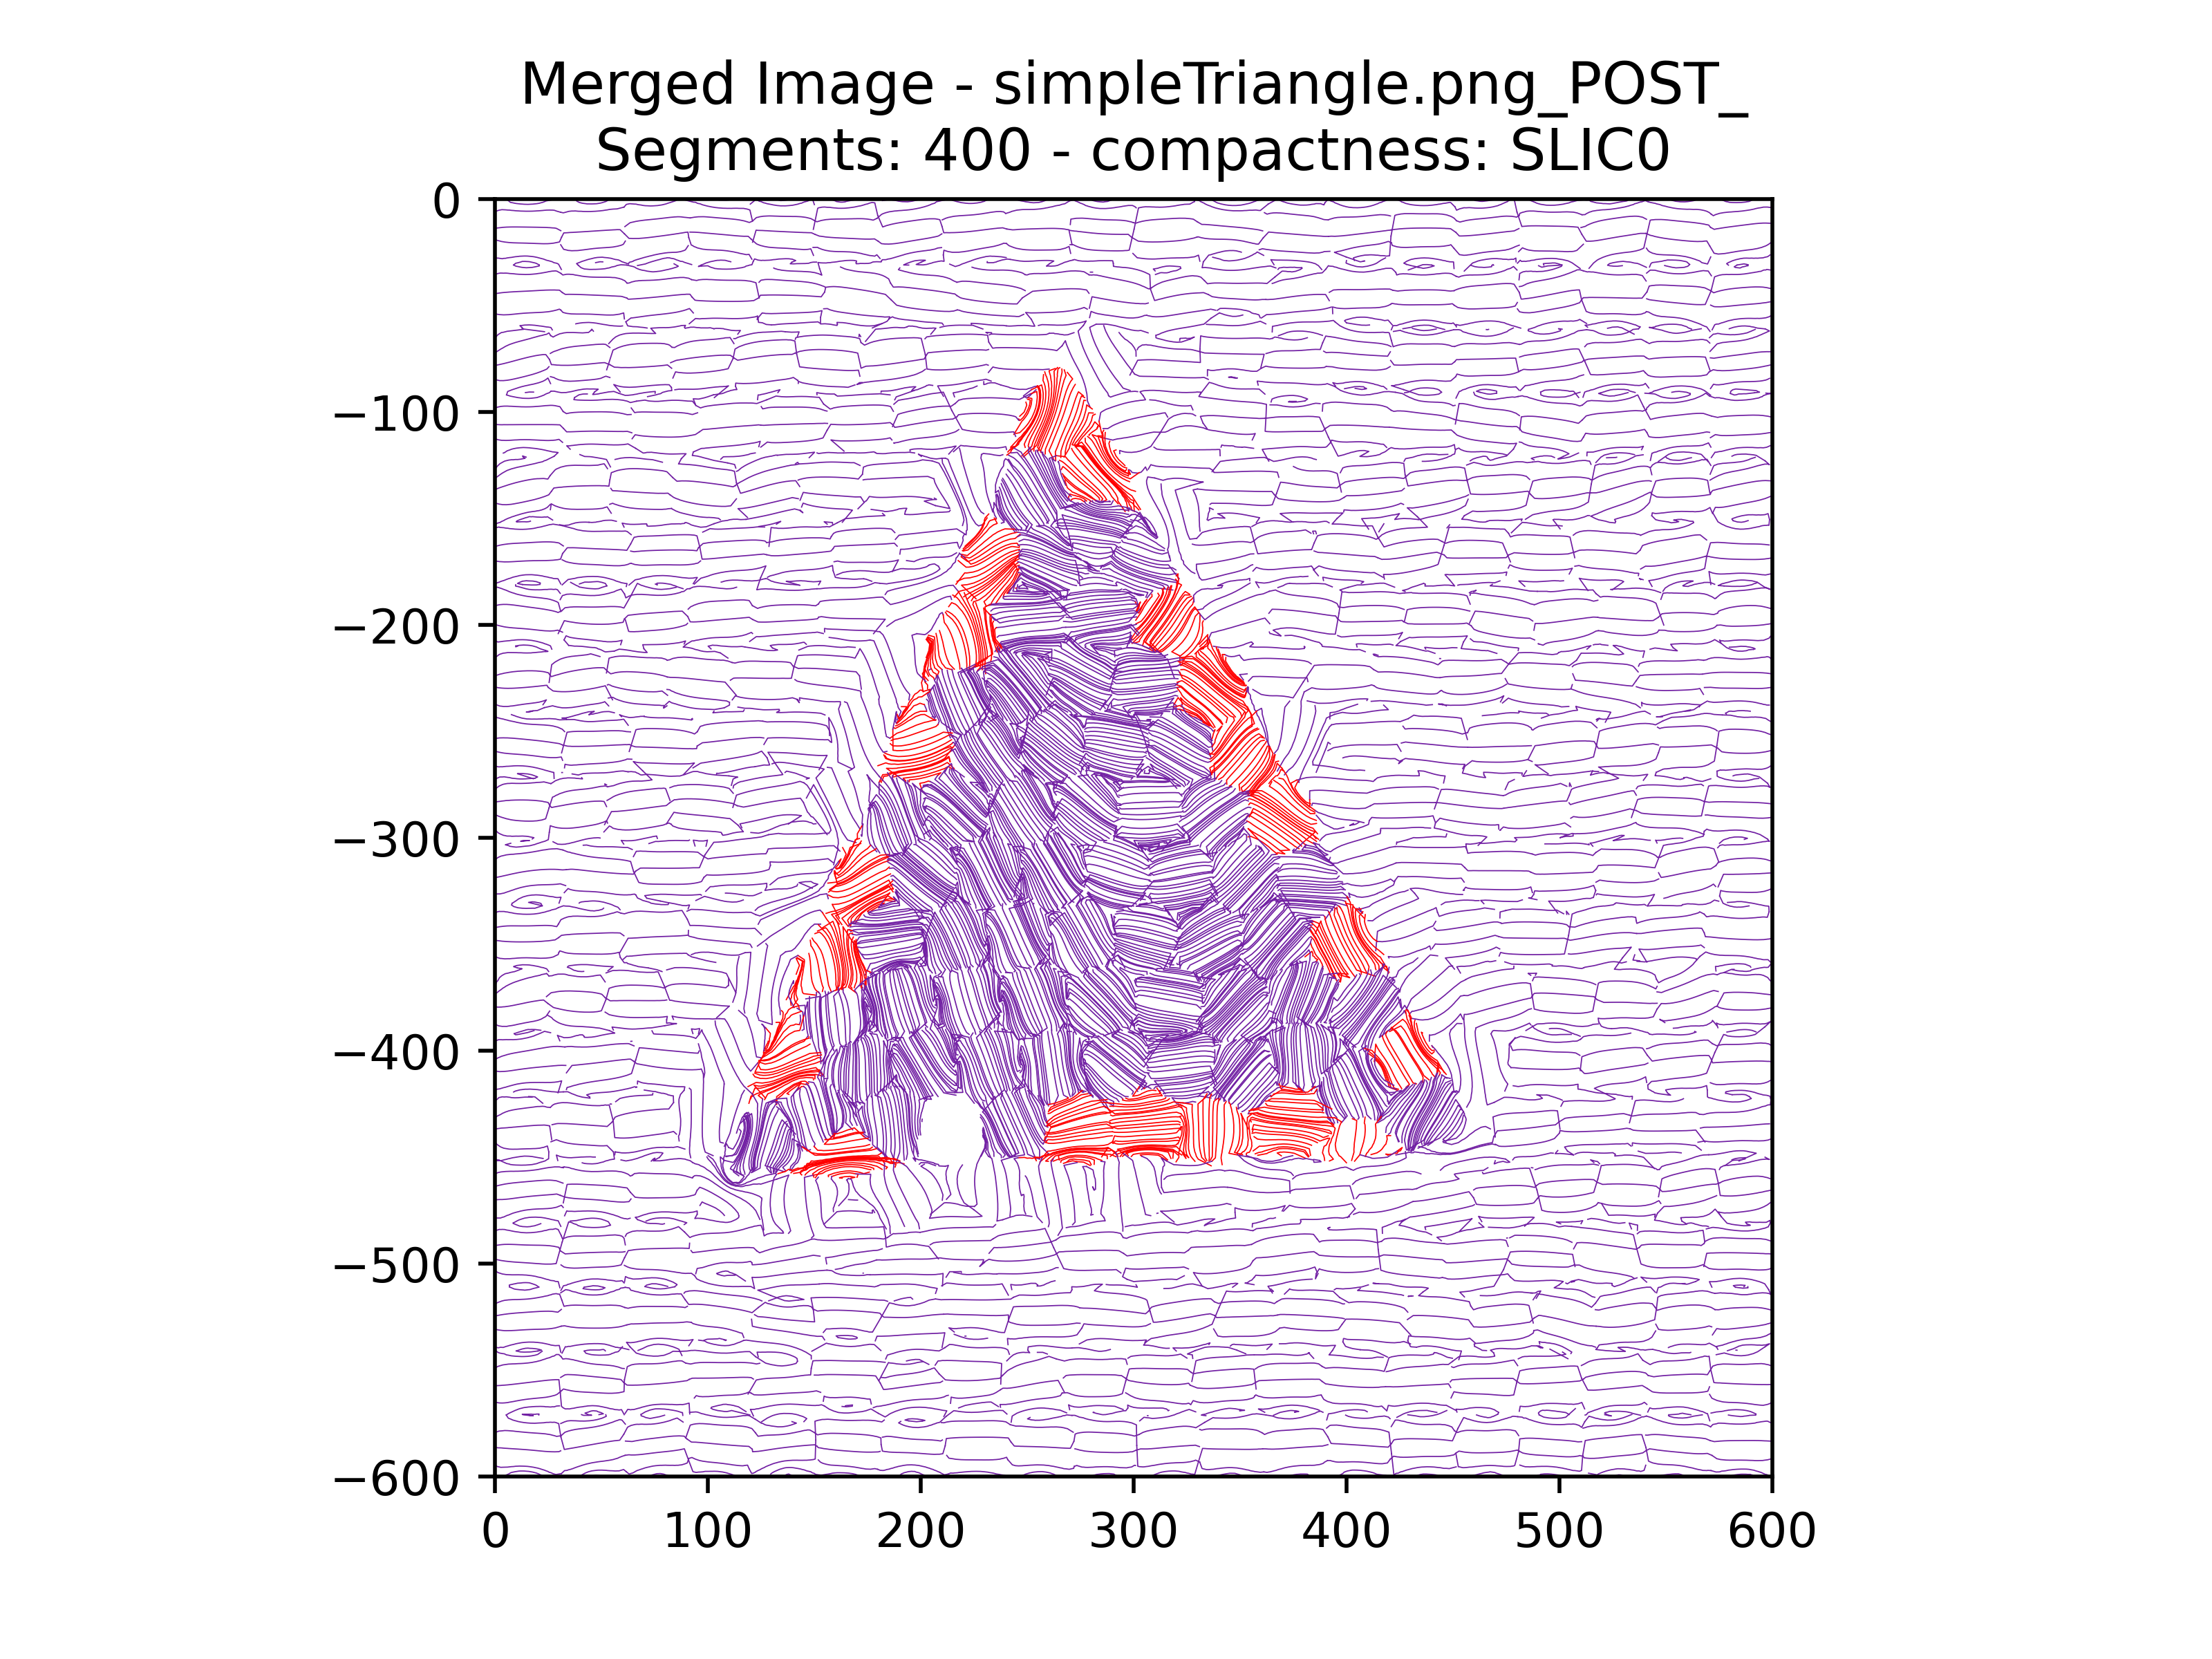 Merged Image - simpleTriangle.png_POST_
Segments: 400 - compactness: SLIC0
0
−100
−200
−300
−400
−500
−600
0 100 200 300 400 500 600